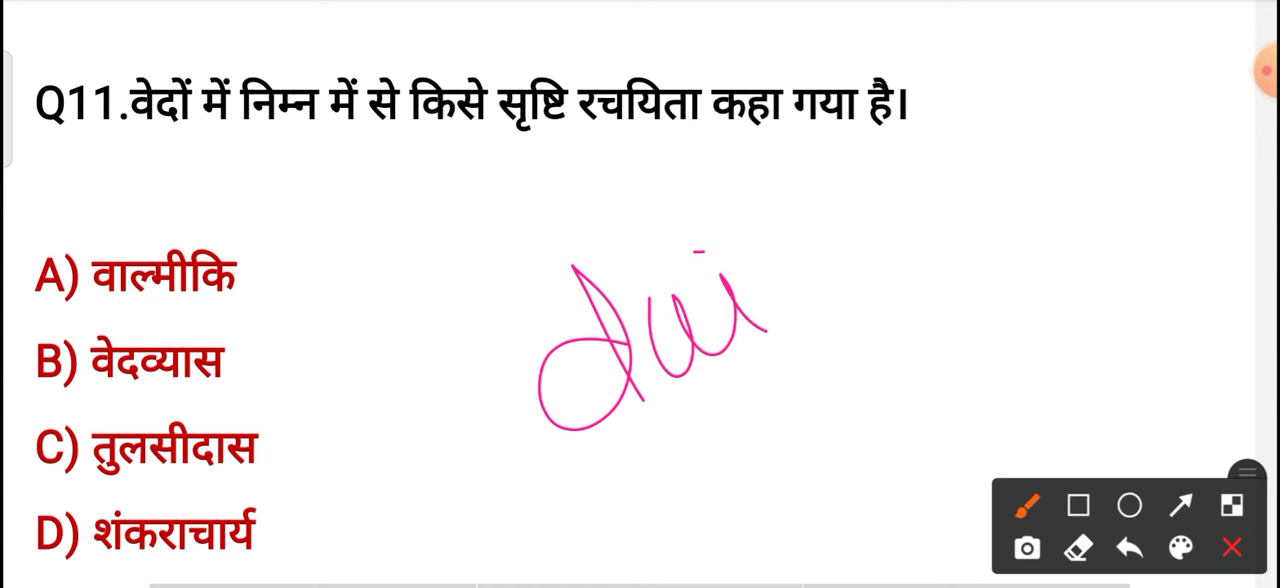 Q11.वेदों में निम्न में से किसे सृष्टि रचयिता कहा गया है।
A) वाल्मीकि
B) वेदव्यास
C) तुलसीदास
D) शंकराचार्य